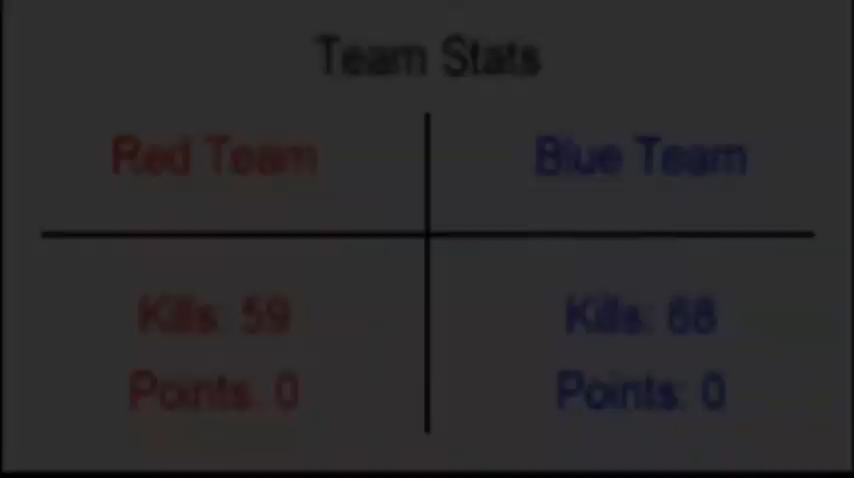 Team Stats
Red Team
Blue Team
Kills: 59
Kills: 68
Points: 0
Points: 0